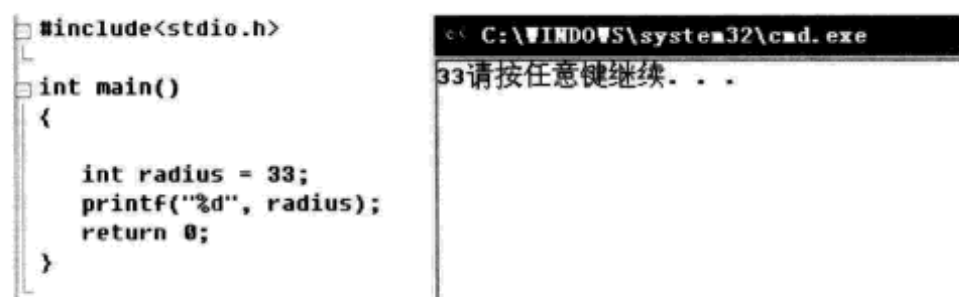 #include<stdio.h>
int main()
{
int radius = 33;
printf("%d", radius);
return 0;
}
C:\WINDOWS\system32\cmd.exe
33请按任意键继续. . .